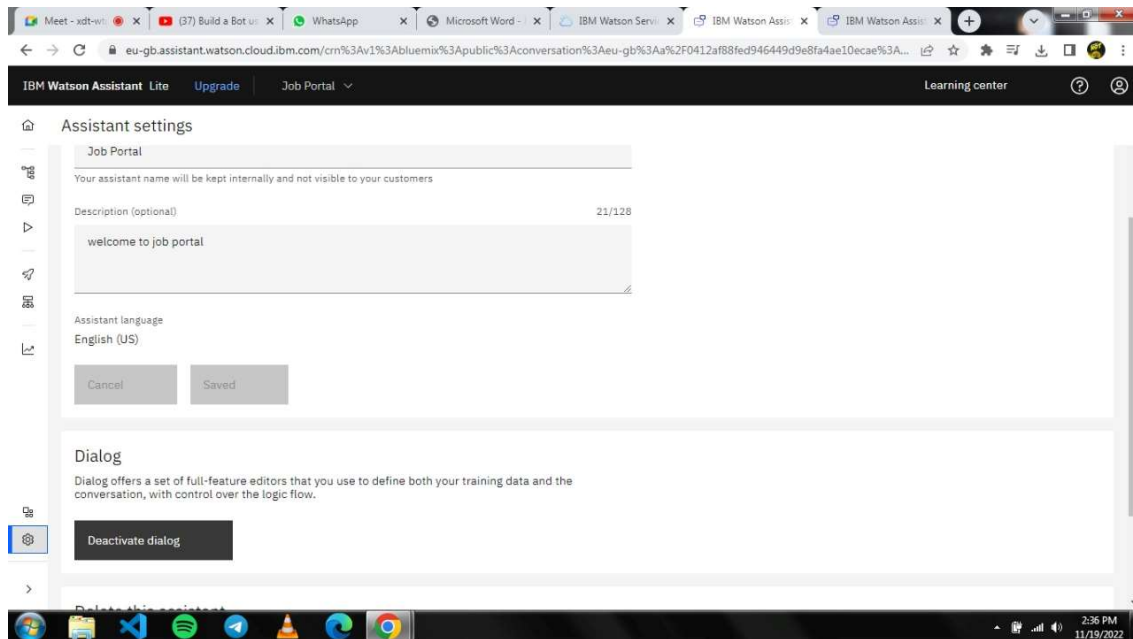 Meet - xdt-wt
(37) Build a Bot us
WhatsApp
Microsoft Word -
IBM Watson Servi
IBM Watson Assis
IBM Watson Assis
eu-gb.assistant.watson.cloud.ibm.com/crn%3Av1%3Abluemix%3Apublic%3Aconversation%3Aeu-gb%3Aa%2F0412af88fed946449d9e8fa4ae10ecae%3A...
IBM Watson Assistant Lite Upgrade Job Portal Learning center
Assistant settings
Job Portal
Your assistant name will be kept internally and not visible to your customers
Description (optional) 21/128
welcome to job portal
Assistant language
English (US)
Cancel Saved
Dialog
Dialog offers a set of full-feature editors that you use to define both your training data and the
conversation, with control over the logic flow.
Deactivate dialog
Delete this assistant
2:36 PM
11/19/2022